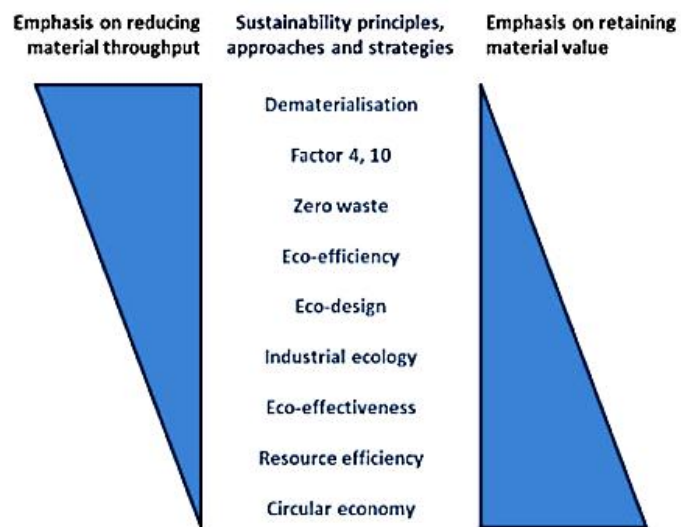 Emphasis on reducing
material throughput
Sustainability principles,
approaches and strategies
Emphasis on retaining
material value
Dematerialisation
Factor 4, 10
Zero waste
Eco-efficiency
Eco-design
Industrial ecology
Eco-effectiveness
Resource efficiency
Circular economy